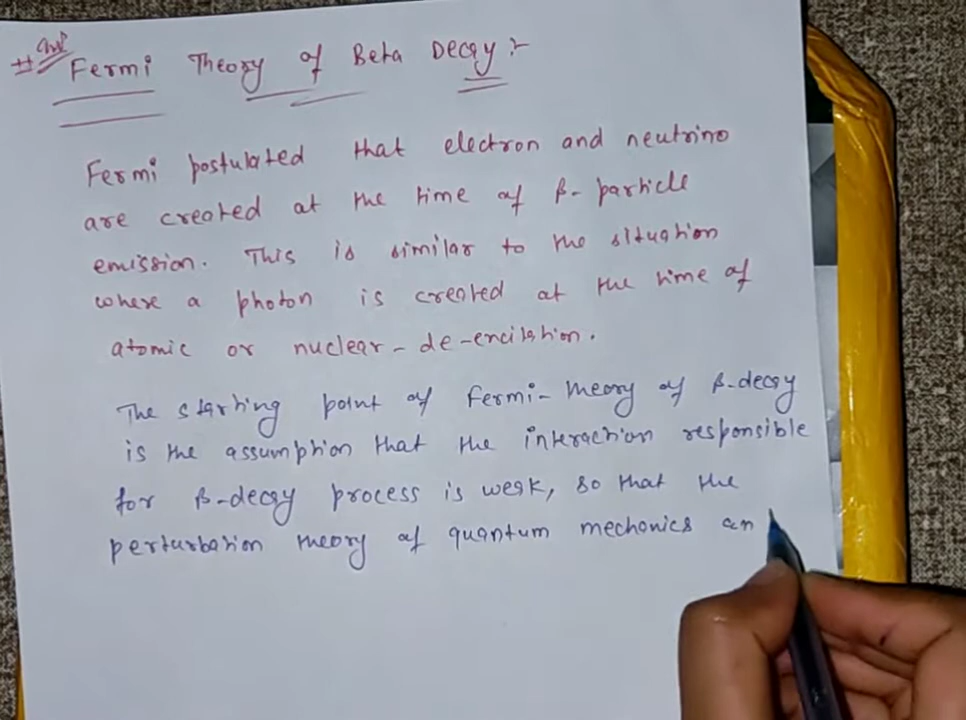 # Imp Fermi Theory of Beta Decay :-
Fermi postulated that electron and neutrino
are created at the time of β- particle
emission. This is similar to the situation
where a photon is created at the time of
atomic or nuclear-de-excitation.
The starting point of Fermi-theory of β-decay
is the assumption that the interaction responsible
for β-decay process is weak, so that the
perturbation theory of quantum mechanics an